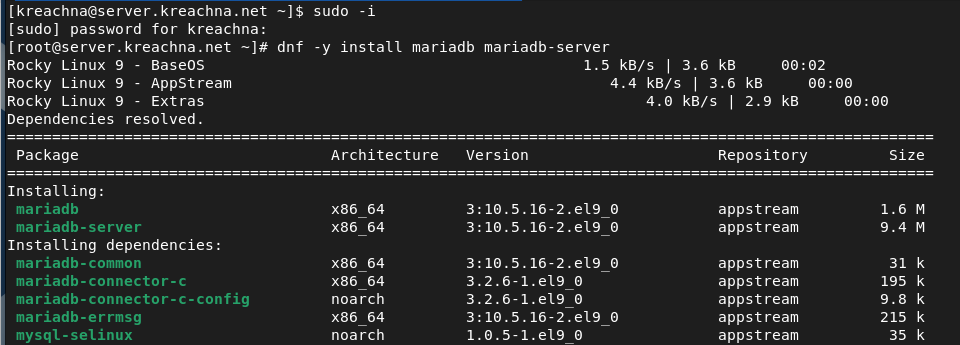 [kreachna@server.kreachna.net ~]$ sudo -i
[sudo] password for kreachna:
[root@server.kreachna.net ~]# dnf -y install mariadb mariadb-server
Rocky Linux 9 - BaseOS 1.5 kB/s | 3.6 kB 00:02
Rocky Linux 9 - AppStream 4.4 kB/s | 3.6 kB 00:00
Rocky Linux 9 - Extras 4.0 kB/s | 2.9 kB 00:00
Dependencies resolved.
=======================================================================================================
Package Architecture Version Repository Size
=======================================================================================================
Installing:
mariadb x86_64 3:10.5.16-2.el9_0 appstream 1.6 M
mariadb-server x86_64 3:10.5.16-2.el9_0 appstream 9.4 M
Installing dependencies:
mariadb-common x86_64 3:10.5.16-2.el9_0 appstream 31 k
mariadb-connector-c x86_64 3.2.6-1.el9_0 appstream 195 k
mariadb-connector-c-config noarch 3.2.6-1.el9_0 appstream 9.8 k
mariadb-errmsg x86_64 3:10.5.16-2.el9_0 appstream 215 k
mysql-selinux noarch 1.0.5-1.el9_0 appstream 35 k